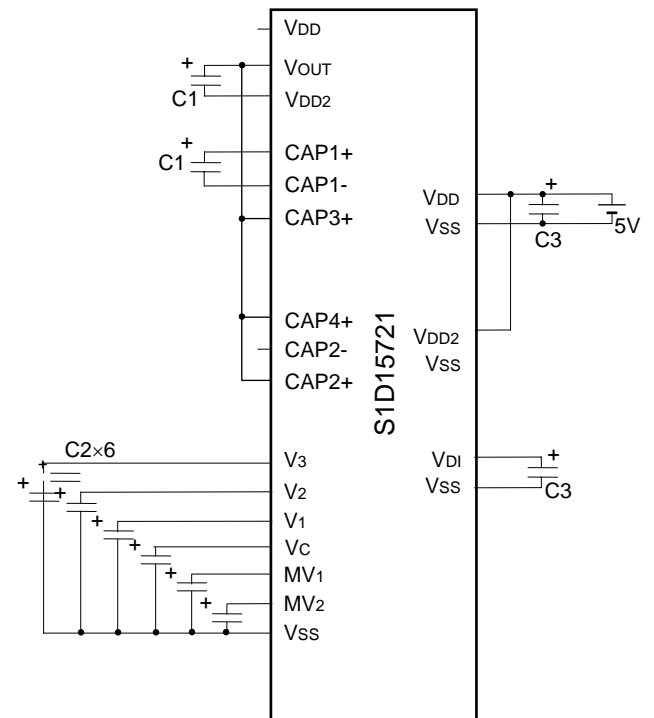 VDD
+ VOUT
C1 VDD2
+ CAP1+
C1 CAP1-
CAP3+
CAP4+
CAP2-
CAP2+
C2×6
+ V3
+ + V2
+ V1
+ VC
+ MV1
+ MV2
VSS
S1D15721
VDD +
VSS C3 5V
VDD2
VSS
VDI +
VSS C3